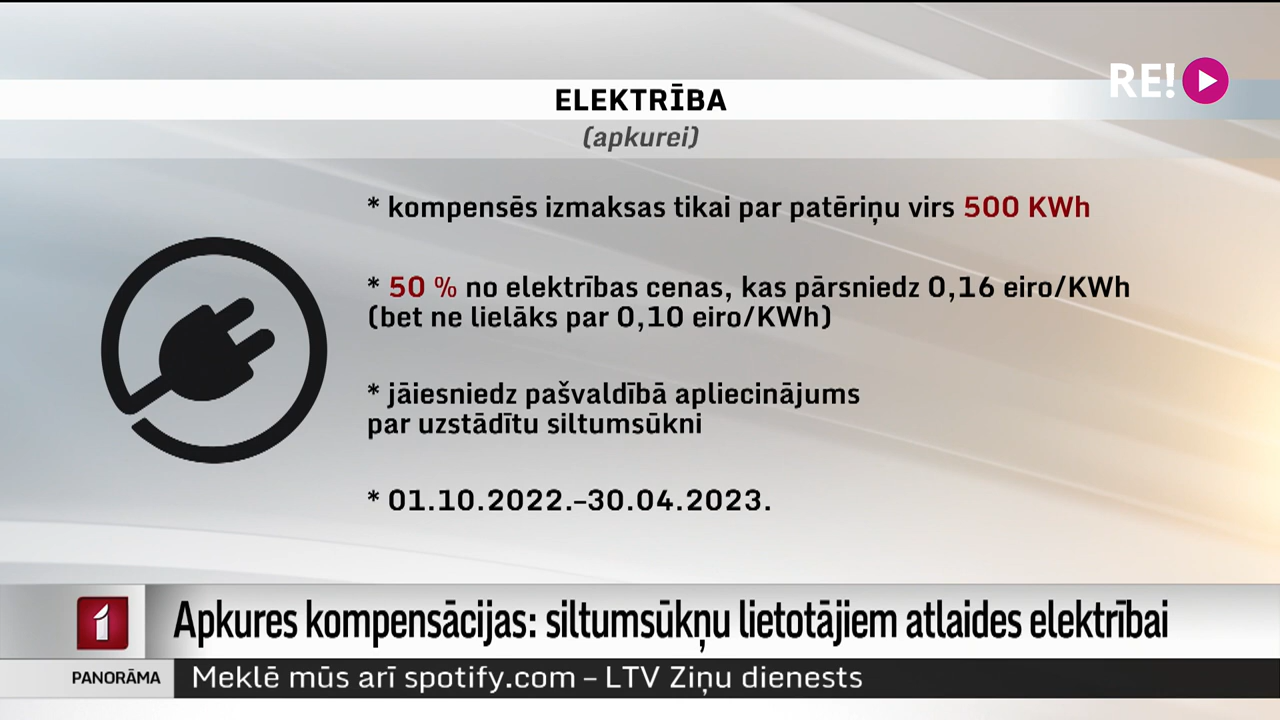 RE!
ELEKTRĪBA
(apkurei)
* kompensēs izmaksas tikai par patēriņu virs 500 KWh
* 50 % no elektrības cenas, kas pārsniedz 0,16 eiro/KWh
(bet ne lielāks par 0,10 eiro/KWh)
* jāiesniedz pašvaldībā apliecinājums
par uzstādītu siltumsūkni
* 01.10.2022.–30.04.2023.
1
Apkures kompensācijas: siltumsūkņu lietotājiem atlaides elektrībai
PANORĀMA
Meklē mūs arī spotify.com – LTV Ziņu dienests